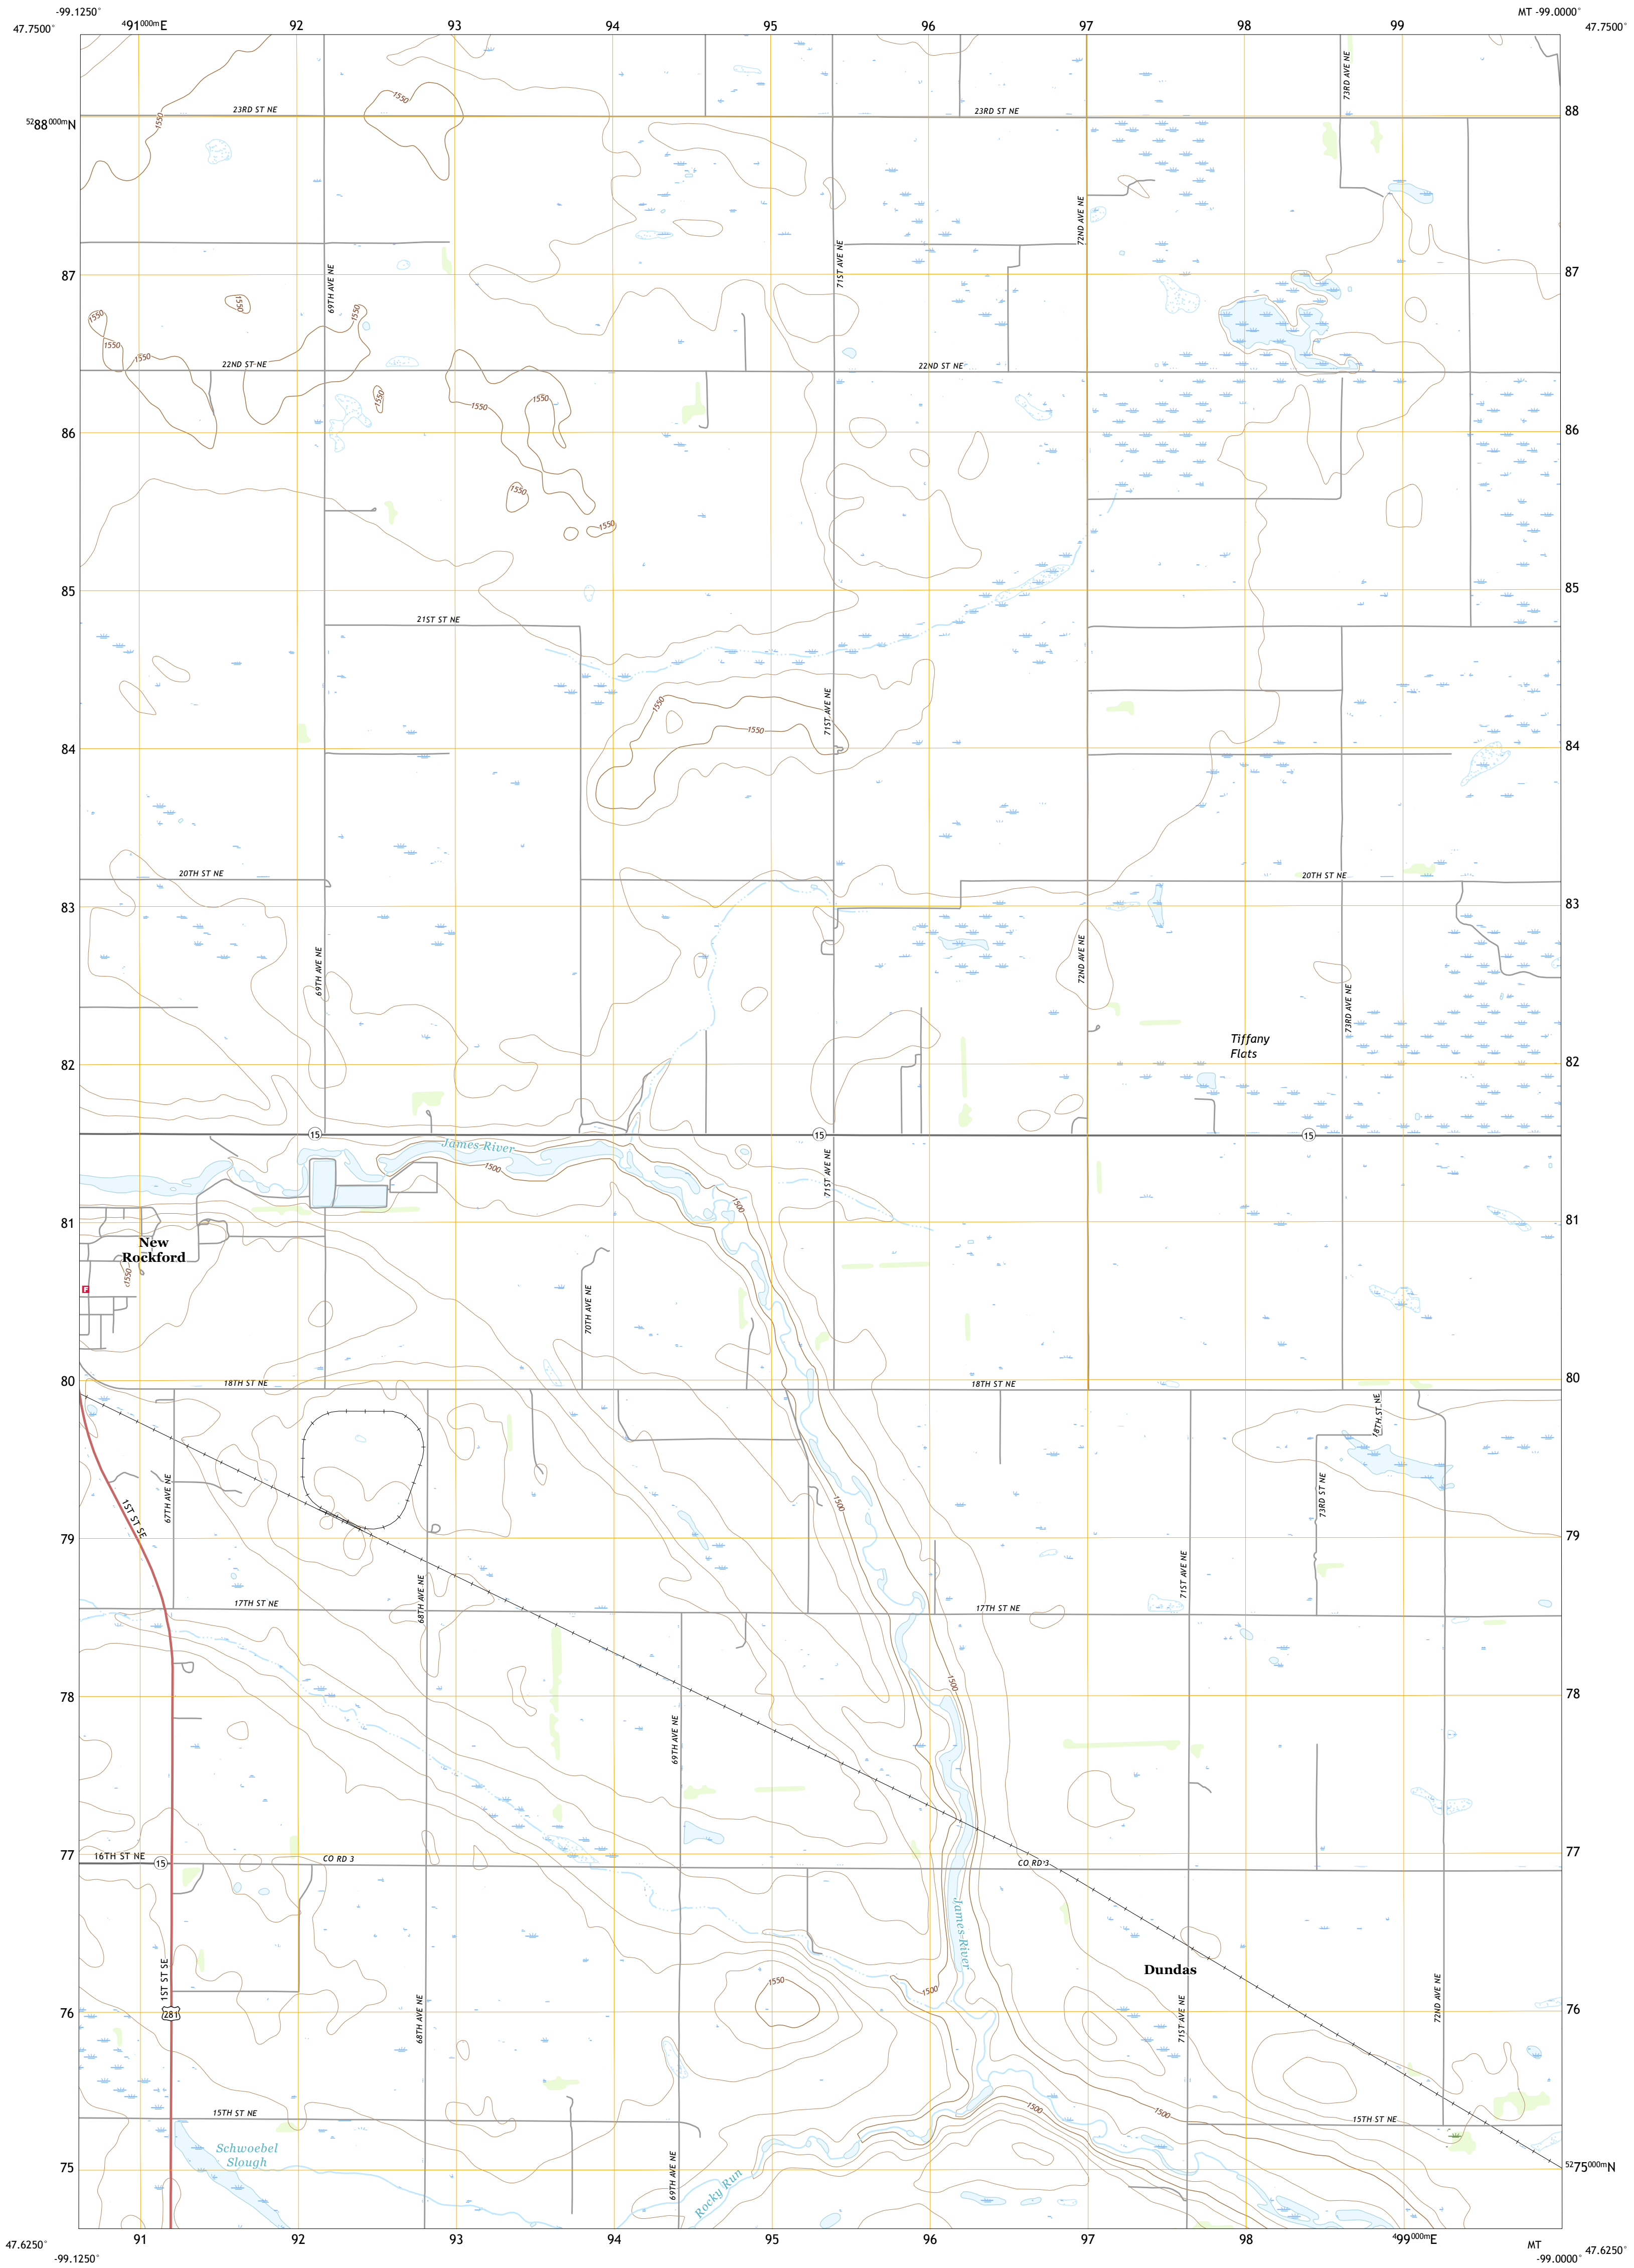 -99.1250°
47.7500°
491000mE
92
93
94
95
96
97
98
99
MT -99.0000°
47.7500°
5288000mN
88
23RD ST NE
23RD ST NE
73RD AVE NE
1550
1550
72ND AVE NE
71ST AVE NE
69TH AVE NE
87
87
1550
1550
1550
1550
1550
22ND ST NE
22ND ST NE
1550
1550
1550
86
86
1550
1550
85
85
21ST ST NE
1550
1550
71ST AVE NE
84
84
20TH ST NE
20TH ST NE
83
83
69TH AVE NE
72ND AVE NE
73RD AVE NE
Tiffany
Flats
82
82
15
15
15
James River
1500
71ST AVE NE
1500
81
81
New
Rockford
1550
F
70TH AVE NE
80
80
18TH ST NE
18TH ST NE
18TH ST NE
67TH AVE NE
1ST ST SE
1500
73RD ST NE
79
79
68TH AVE NE
71ST AVE NE
17TH ST NE
17TH ST NE
1500
78
78
69TH AVE NE
77
77
16TH ST NE
15
CO RD 3
CO RD 3
James River
Dundas
1ST ST SE
1550
1500
281
76
76
68TH AVE NE
71ST AVE NE
72ND AVE NE
1500
1500
15TH ST NE
15TH ST NE
Schwoebel
Slough
69TH AVE NE
Rocky Run
75
5275000mN
47.6250°
-99.1250°
91
92
93
94
95
96
97
98
499000mE
MT
47.6250°
-99.0000°